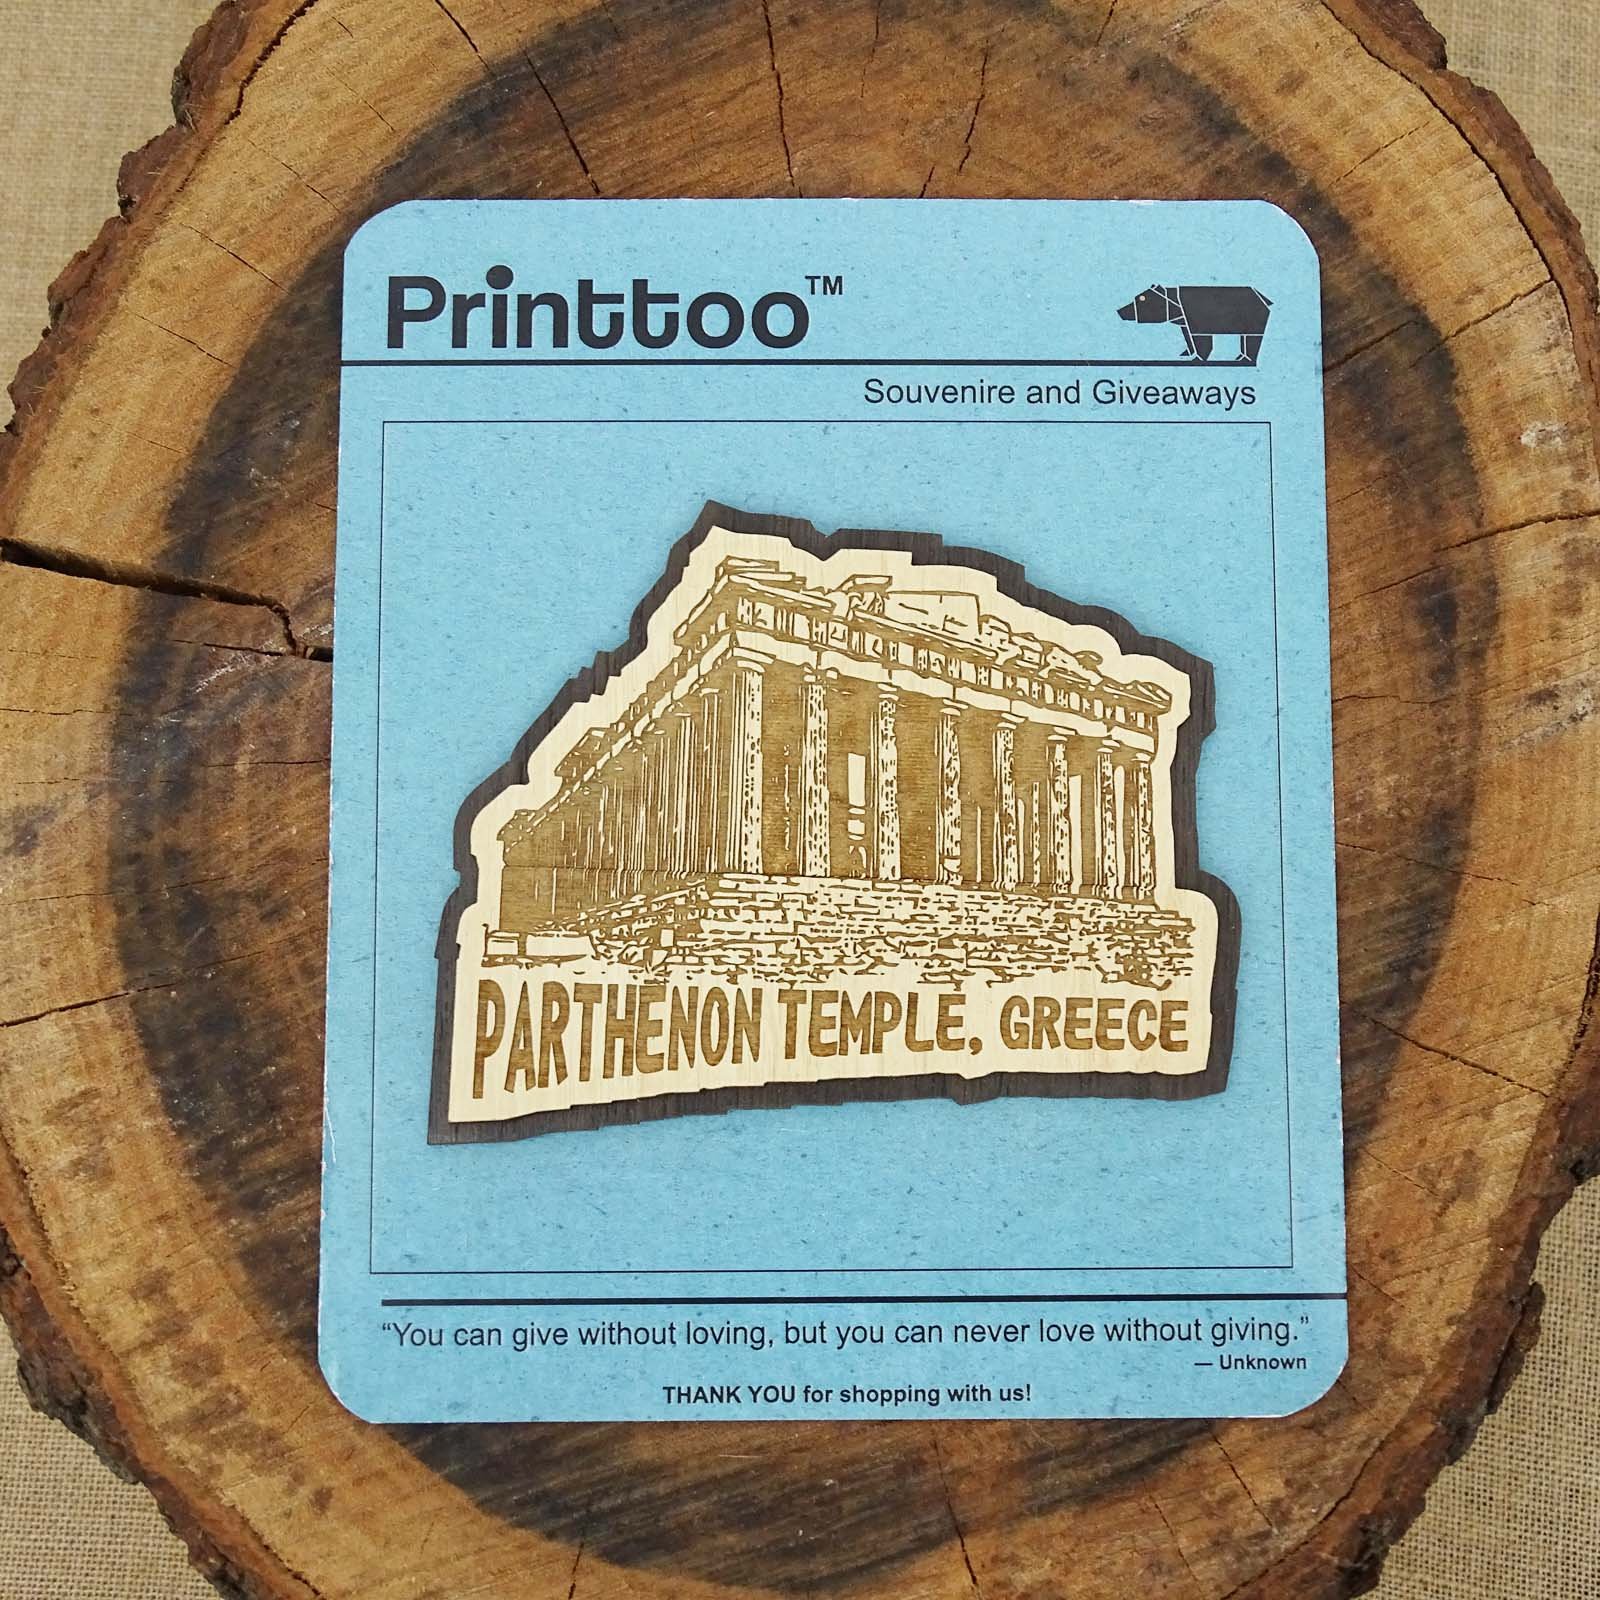 Printtoo™
Souvenire and Giveaways
PARTHENON TEMPLE, GREECE
“You can give without loving, but you can never love without giving.”
— Unknown
THANK YOU for shopping with us!